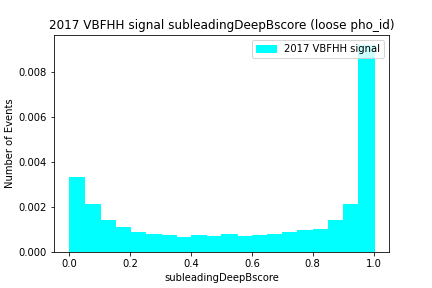 2017 VBFHH signal subleadingDeepBscore (loose pho_id)
2017 VBFHH signal
Number of Events
0.008
0.006
0.004
0.002
0.000
0.0 0.2 0.4 0.6 0.8 1.0
subleadingDeepBscore